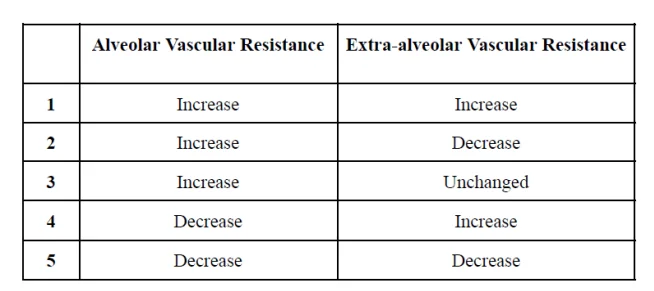 Alveolar Vascular Resistance Extra-alveolar Vascular Resistance
1 Increase Increase
2 Increase Decrease
3 Increase Unchanged
4 Decrease Increase
5 Decrease Decrease